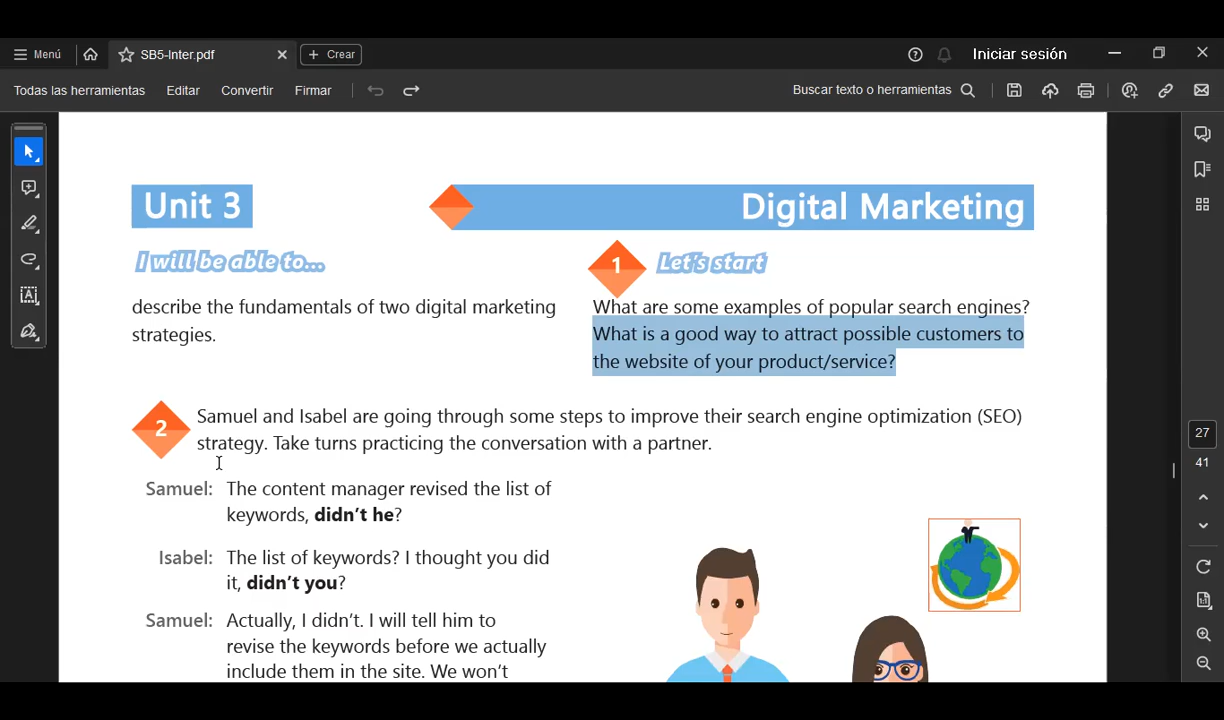 Menú
SB5-Inter.pdf
Crear
Iniciar sesión
Todas las herramientas
Editar
Convertir
Firmar
Buscar texto o herramientas
Unit 3
Digital Marketing
I will be able to...
describe the fundamentals of two digital marketing
strategies.
1
Let's start
What are some examples of popular search engines?
What is a good way to attract possible customers to
the website of your product/service?
2
Samuel and Isabel are going through some steps to improve their search engine optimization (SEO)
strategy. Take turns practicing the conversation with a partner.
Samuel: The content manager revised the list of
keywords, didn't he?
Isabel: The list of keywords? I thought you did
it, didn't you?
Samuel: Actually, I didn't. I will tell him to
revise the keywords before we actually
include them in the site. We won't
27
41